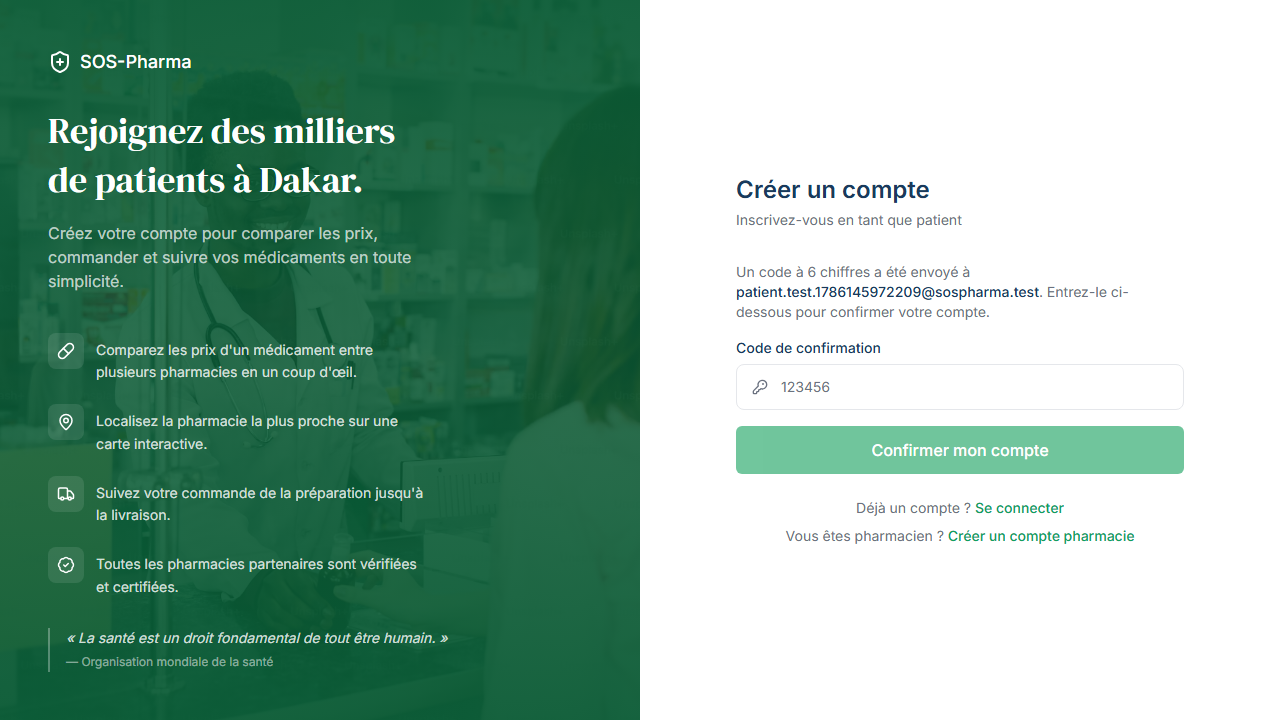 SOS-Pharma
Rejoignez des milliers
de patients à Dakar.
Créez votre compte pour comparer les prix,
commander et suivre vos médicaments en toute
simplicité.
Comparez les prix d'un médicament entre
plusieurs pharmacies en un coup d'œil.
Localisez la pharmacie la plus proche sur une
carte interactive.
Suivez votre commande de la préparation jusqu'à
la livraison.
Toutes les pharmacies partenaires sont vérifiées
et certifiées.
« La santé est un droit fondamental de tout être humain. »
— Organisation mondiale de la santé
Créer un compte
Inscrivez-vous en tant que patient
Un code à 6 chiffres a été envoyé à
patient.test.1786145972209@sospharma.test. Entrez-le ci-
dessous pour confirmer votre compte.
Code de confirmation
123456
Confirmer mon compte
Déjà un compte ? Se connecter
Vous êtes pharmacien ? Créer un compte pharmacie